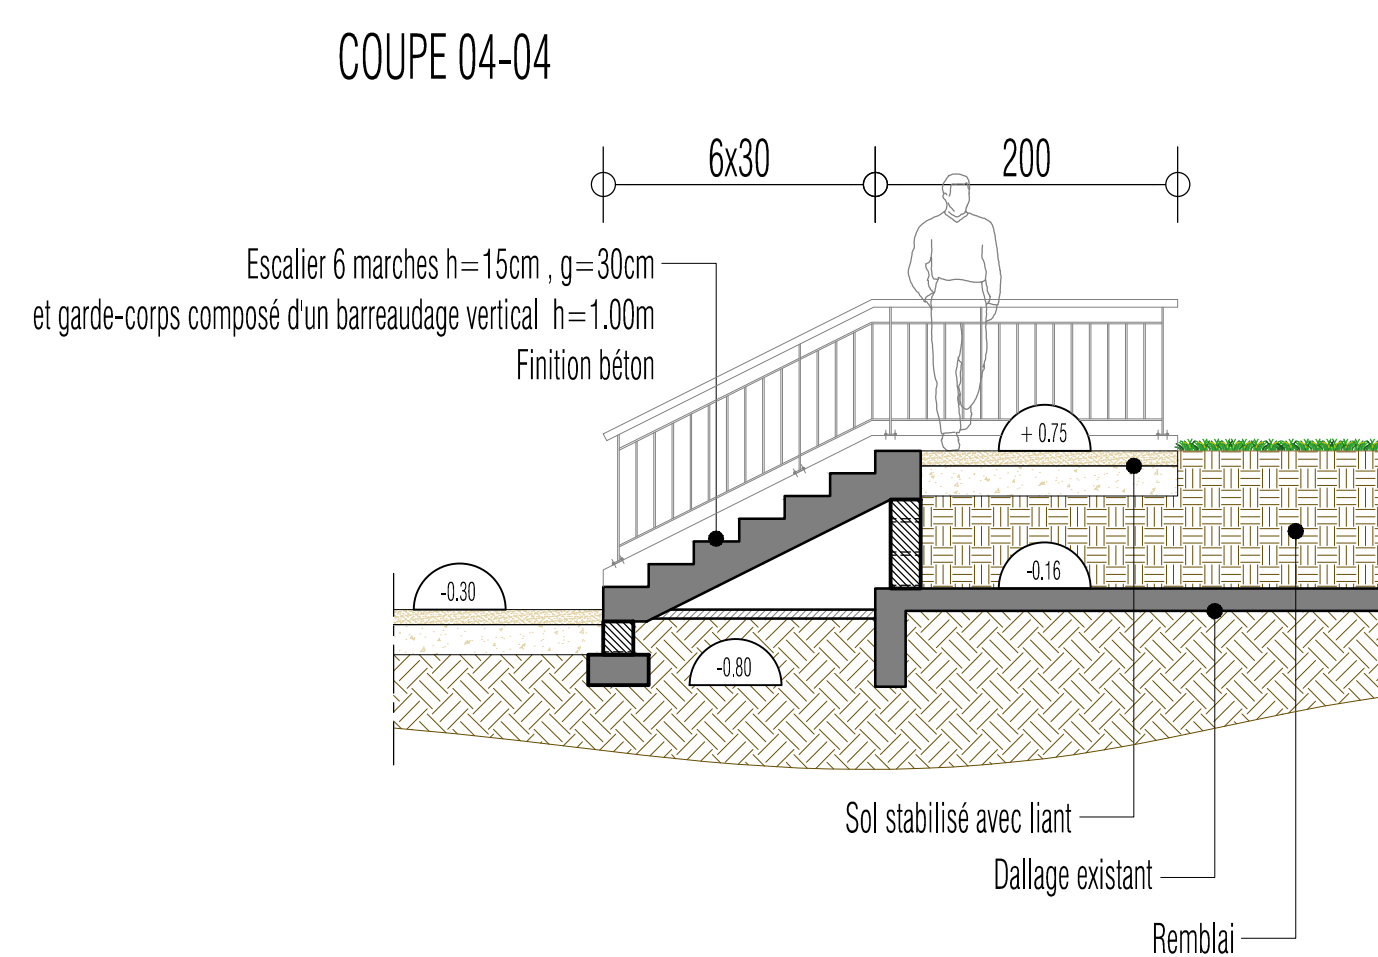 COUPE 04-04
6x30
200
Escalier 6 marches h=15cm , g=30cm
et garde-corps composé d'un barreaudage vertical h=1.00m
Finition béton
+ 0.75
-0.16
-0.30
-0.80
Sol stabilisé avec liant
Dallage existant
Remblai